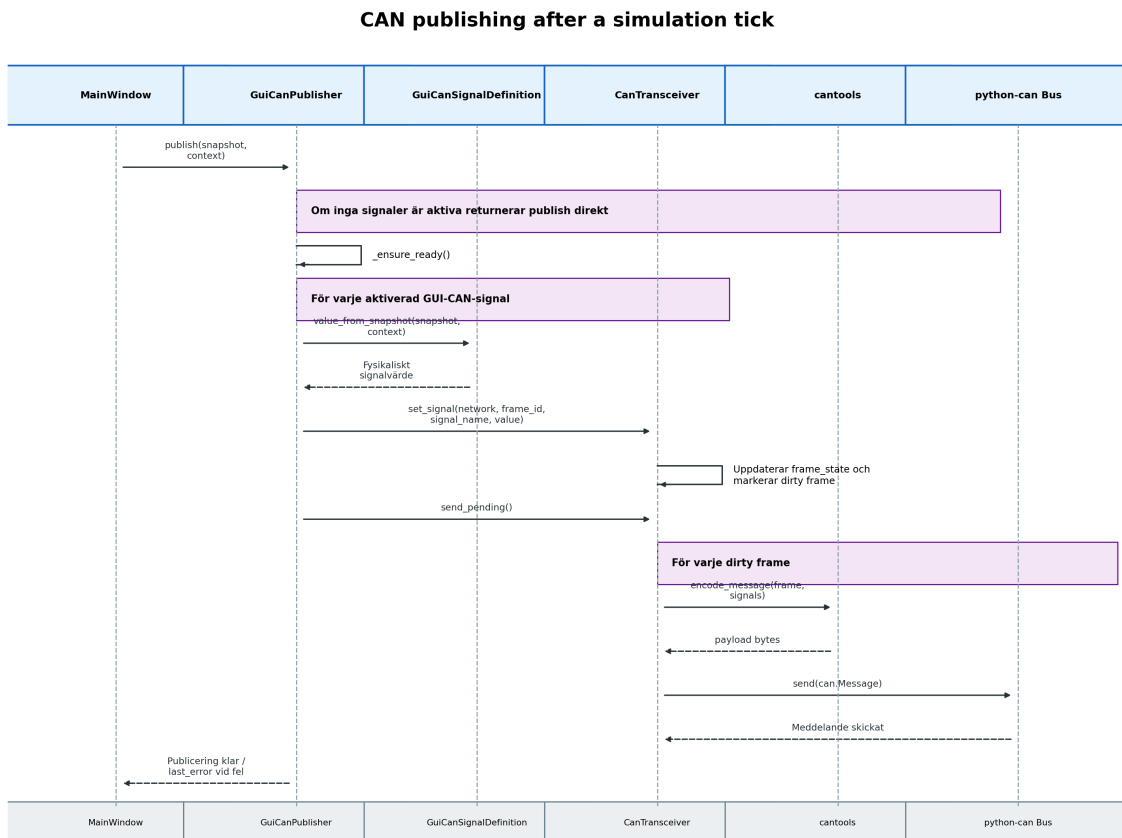 CAN publishing after a simulation tick
MainWindow
GuiCanPublisher
GuiCanSignalDefinition
CanTransceiver
cantools
python-can Bus
publish(snapshot,
context)
Om inga signaler är aktiva returnerar publish direkt
_ensure_ready()
För varje aktiverad GUI-CAN-signal
value_from_snapshot(snapshot,
context)
Fysikaliskt
signalvärde
set_signal(network, frame_id,
signal_name, value)
Uppdaterar frame_state och
markerar dirty frame
send_pending()
För varje dirty frame
encode_message(frame,
signals)
payload bytes
send(can.Message)
Meddelande skickat
Publicering klar /
last_error vid fel
MainWindow
GuiCanPublisher
GuiCanSignalDefinition
CanTransceiver
cantools
python-can Bus